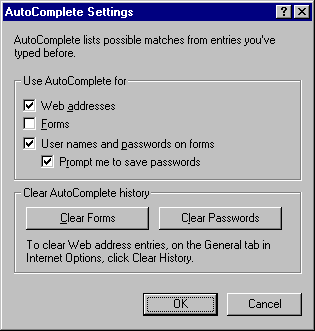 AutoComplete Settings
AutoComplete lists possible matches from entries you've
typed before.
Use AutoComplete for
Web addresses
Forms
User names and passwords on forms
Prompt me to save passwords
Clear AutoComplete history
Clear Forms
Clear Passwords
To clear Web address entries, on the General tab in
Internet Options, click Clear History.
OK
Cancel